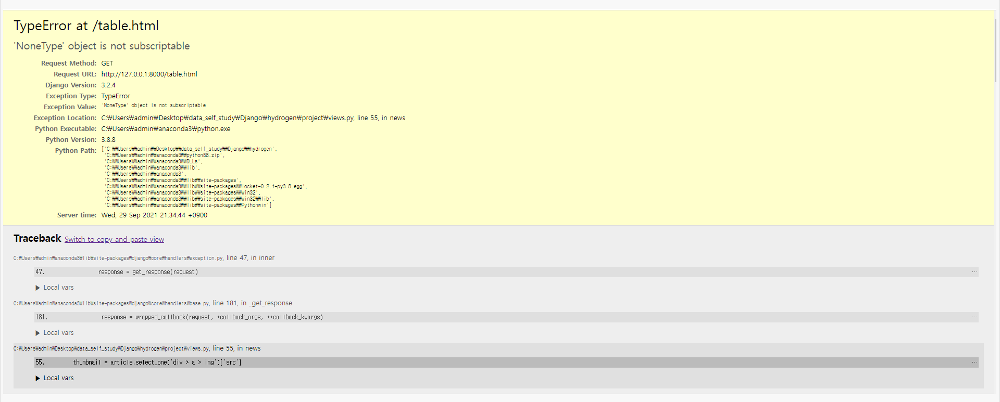 TypeError at /table.html
'NoneType' object is not subscriptable
Request Method: GET
Request URL: http://127.0.0.1:8000/table.html
Django Version: 3.2.4
Exception Type: TypeError
Exception Value: 'NoneType' object is not subscriptable
Exception Location: C:₩Users₩admin₩Desktop₩data_self_study₩Django₩hydrogen₩project₩views.py, line 55, in news
Python Executable: C:₩Users₩admin₩anaconda3₩python.exe
Python Version: 3.8.8
Python Path: ['C:₩₩Users₩₩admin₩₩Desktop₩₩data_self_study₩₩Django₩₩hydrogen',
'C:₩₩Users₩₩admin₩₩anaconda3₩₩python38.zip',
'C:₩₩Users₩₩admin₩₩anaconda3₩₩DLLs',
'C:₩₩Users₩₩admin₩₩anaconda3₩₩lib',
'C:₩₩Users₩₩admin₩₩anaconda3',
'C:₩₩Users₩₩admin₩₩anaconda3₩₩lib₩₩site-packages',
'C:₩₩Users₩₩admin₩₩anaconda3₩₩lib₩₩site-packages₩₩locket-0.2.1-py3.8.egg',
'C:₩₩Users₩₩admin₩₩anaconda3₩₩lib₩₩site-packages₩₩win32',
'C:₩₩Users₩₩admin₩₩anaconda3₩₩lib₩₩site-packages₩₩win32₩₩lib',
'C:₩₩Users₩₩admin₩₩anaconda3₩₩lib₩₩site-packages₩₩Pythonwin']
Server time: Wed, 29 Sep 2021 21:34:44 +0900
Traceback Switch to copy-and-paste view
C:₩Users₩admin₩anaconda3₩lib₩site-packages₩django₩core₩handlers₩exception.py, line 47, in inner
47. response = get_response(request) ...
▶ Local vars
C:₩Users₩admin₩anaconda3₩lib₩site-packages₩django₩core₩handlers₩base.py, line 181, in _get_response
181. response = wrapped_callback(request, *callback_args, **callback_kwargs) ...
▶ Local vars
C:₩Users₩admin₩Desktop₩data_self_study₩Django₩hydrogen₩project₩views.py, line 55, in news
55. thumbnail = article.select_one('div > a > img')['src'] ...
▶ Local vars